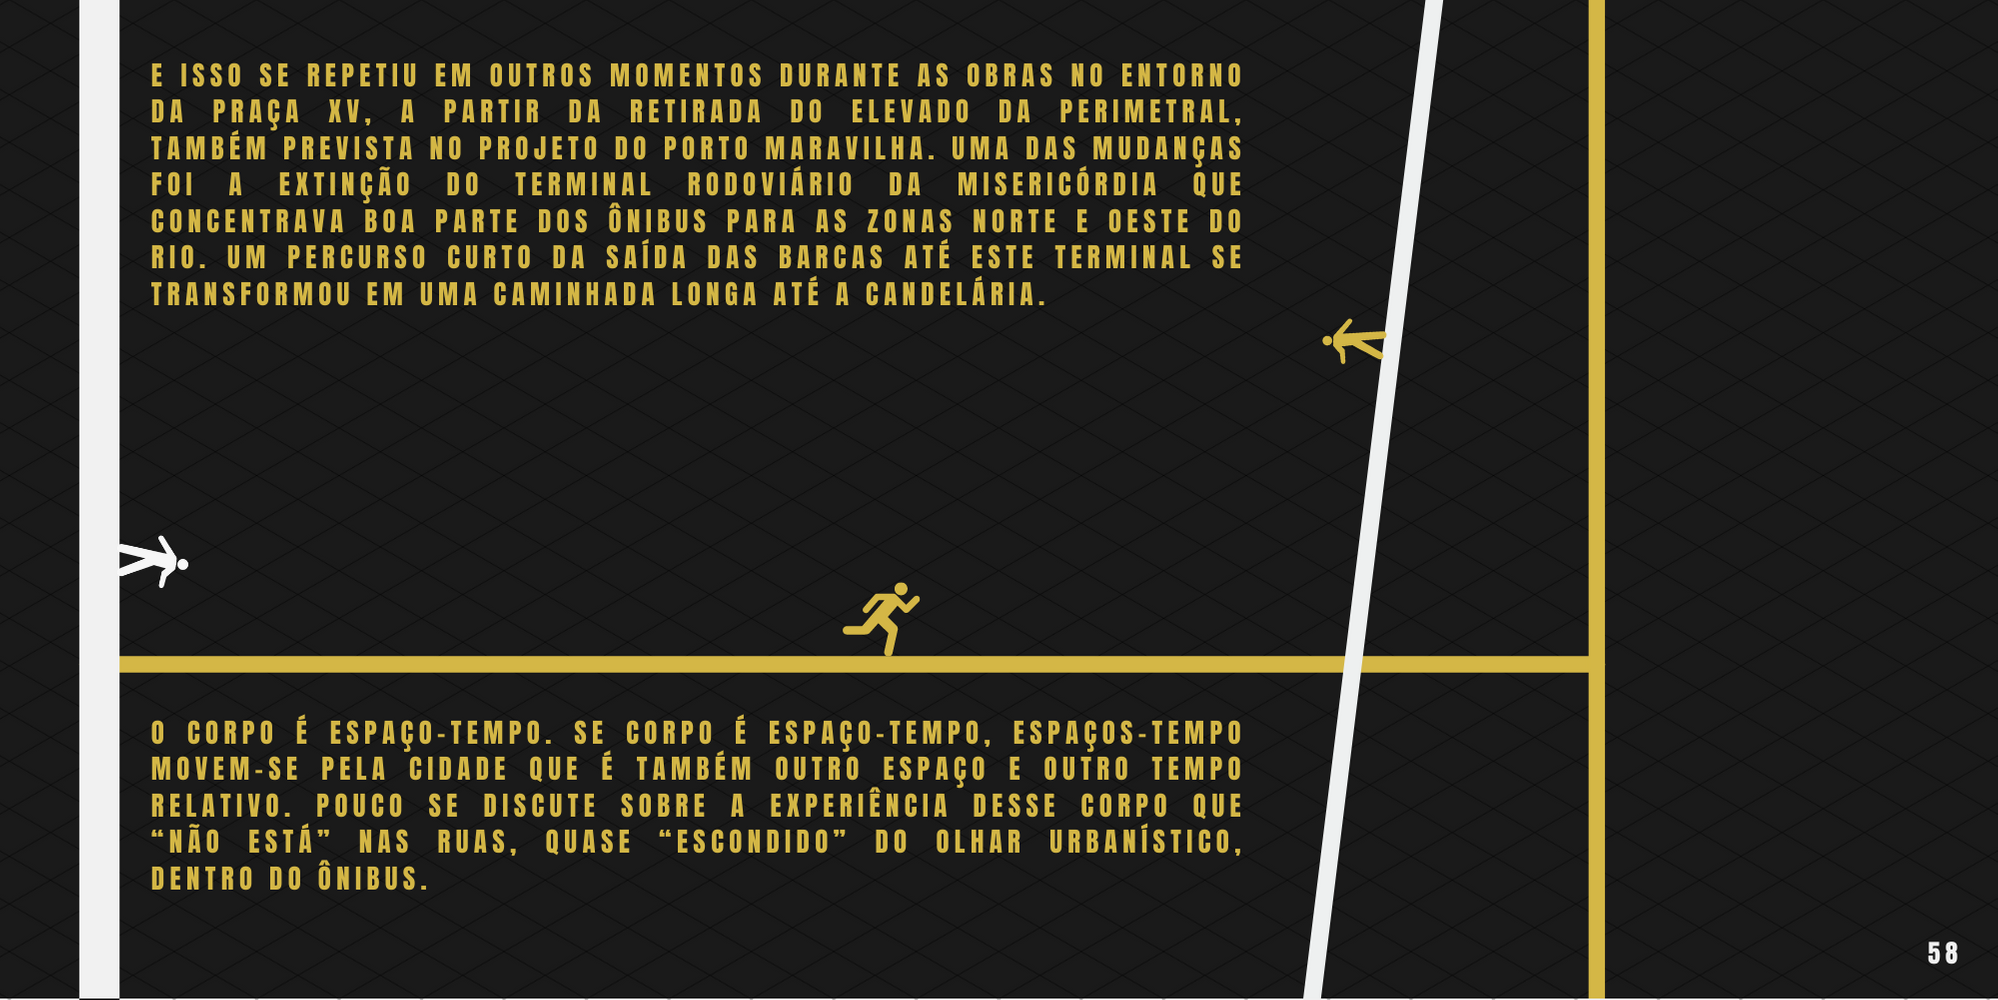 E ISSO SE REPETIU EM OUTROS MOMENTOS DURANTE AS OBRAS NO ENTORNO
DA PRAÇA XV, A PARTIR DA RETIRADA DO ELEVADO DA PERIMETRAL,
TAMBÉM PREVISTA NO PROJETO DO PORTO MARAVILHA. UMA DAS MUDANÇAS
FOI A EXTINÇÃO DO TERMINAL RODOVIÁRIO DA MISERICÓRDIA QUE
CONCENTRAVA BOA PARTE DOS ÔNIBUS PARA AS ZONAS NORTE E OESTE DO
RIO. UM PERCURSO CURTO DA SAÍDA DAS BARCAS ATÉ ESTE TERMINAL SE
TRANSFORMOU EM UMA CAMINHADA LONGA ATÉ A CANDELÁRIA.
O CORPO É ESPAÇO-TEMPO. SE CORPO É ESPAÇO-TEMPO, ESPAÇOS-TEMPO
MOVEM-SE PELA CIDADE QUE É TAMBÉM OUTRO ESPAÇO E OUTRO TEMPO
RELATIVO. POUCO SE DISCUTE SOBRE A EXPERIÊNCIA DESSE CORPO QUE
“NÃO ESTÁ” NAS RUAS, QUASE “ESCONDIDO” DO OLHAR URBANÍSTICO,
DENTRO DO ÔNIBUS.
58